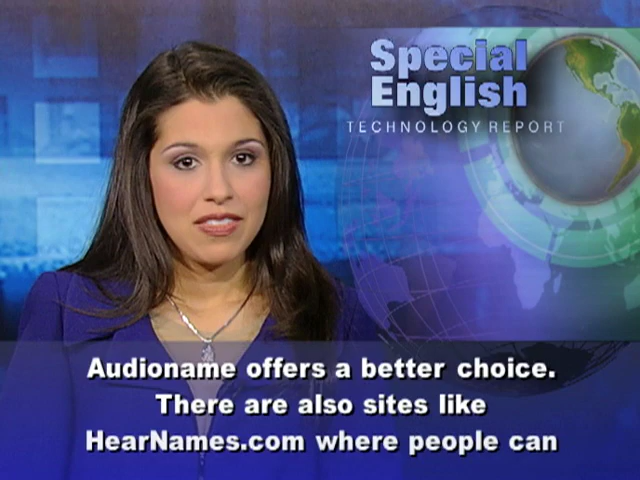 Special
English
TECHNOLOGY REPORT
Audioname offers a better choice.
There are also sites like
HearNames.com where people can